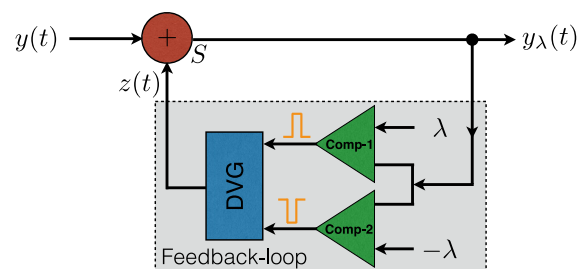 y(t)
+
S
y_λ(t)
z(t)
Comp-1
λ
DVG
Comp-2
−λ
Feedback-loop